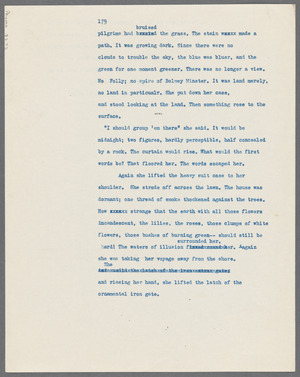 179
bruised
pilgrims had the grass. The stain made a
path. It was growing dark. Since there were no
clouds to trouble the sky, the blue was bluer, and the
green for one moment greener. There was no longer a view.
No Folly; no spire of Bolney Minster. It was land merely,
no land in particular. She put down her case,
and stood looking at the land. Then something rose to the
surface.
"I should group 'em there" she said. It would be
midnight; two figures, hardly perceptible, half concealed
by a rock. The curtain would rise. What would the first
words be? That floored her. The words escaped her.
Again she lifted the heavy suit case to her
shoulder. She strode off across the lawn. The house was
dormant; one thread of smoke thickened against the trees.
How strange that the earth with all those flowers
incandescent, the lilies, the roses, those clumps of white
flowers, those bushes of burning green-- should still be
surrounded her.
hard! The waters of illusion Again
she was taking her voyage away from the shore.
The
and raising her hand, she lifted the latch of the
ornamental iron gate.